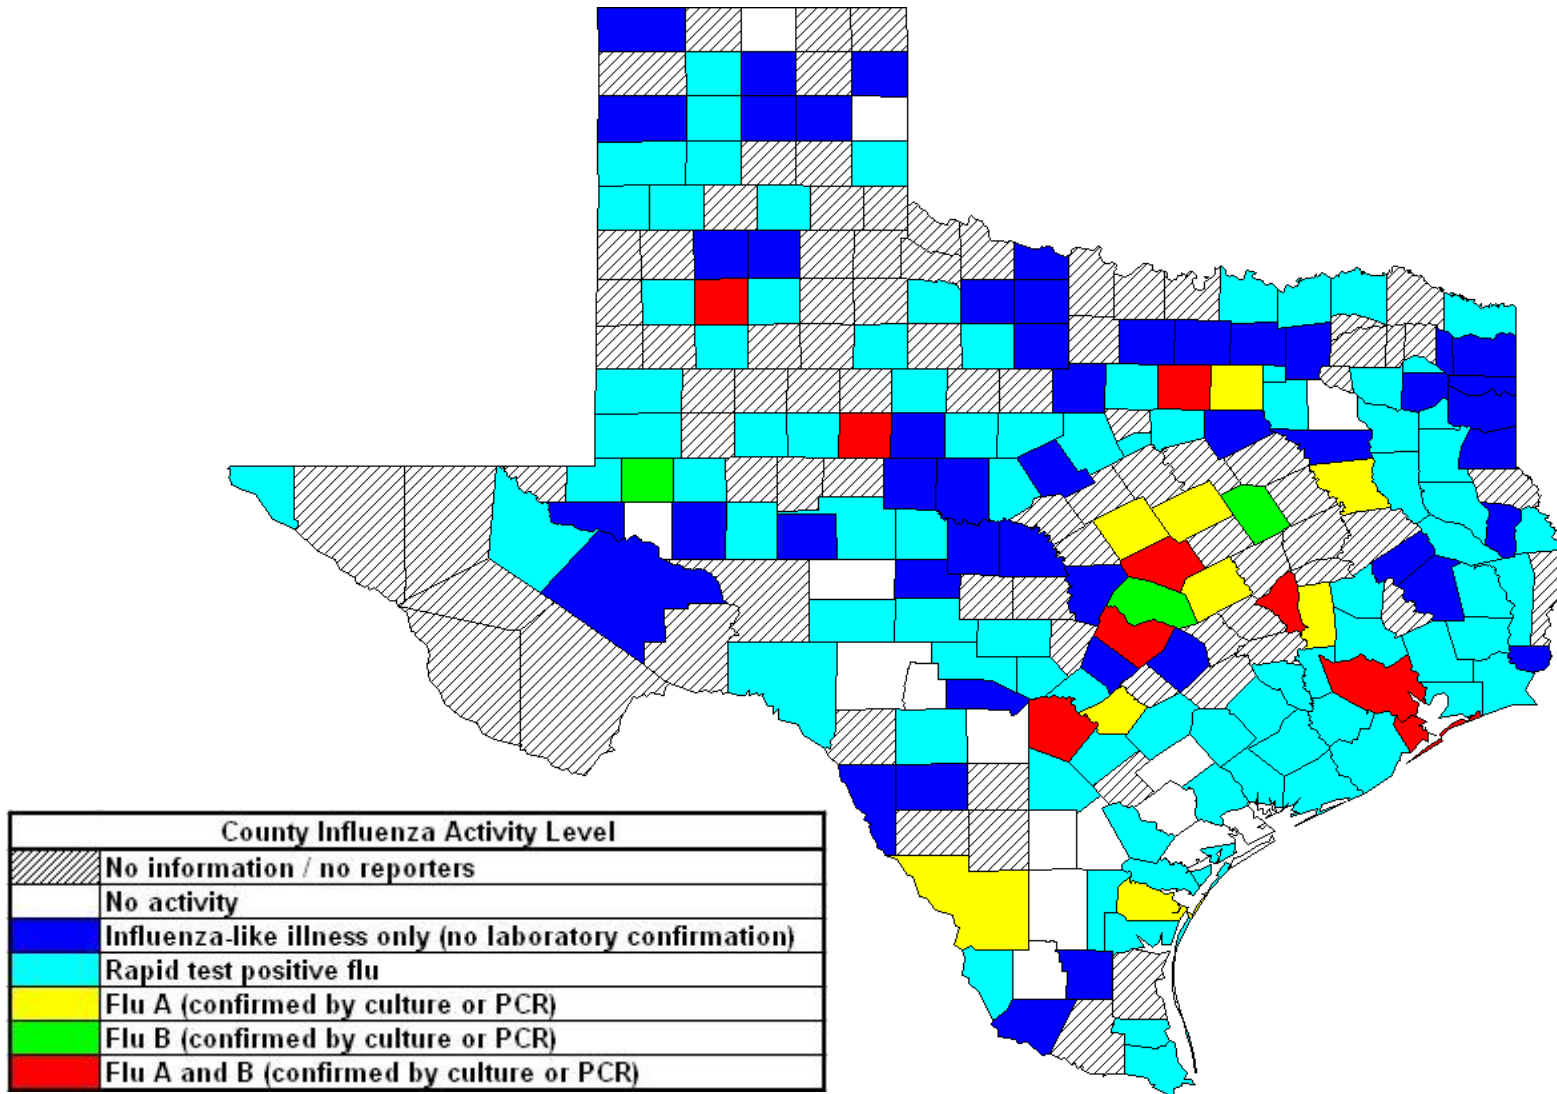 County Influenza Activity Level
No information / no reporters
No activity
Influenza-like illness only (no laboratory confirmation)
Rapid test positive flu
Flu A (confirmed by culture or PCR)
Flu B (confirmed by culture or PCR)
Flu A and B (confirmed by culture or PCR)